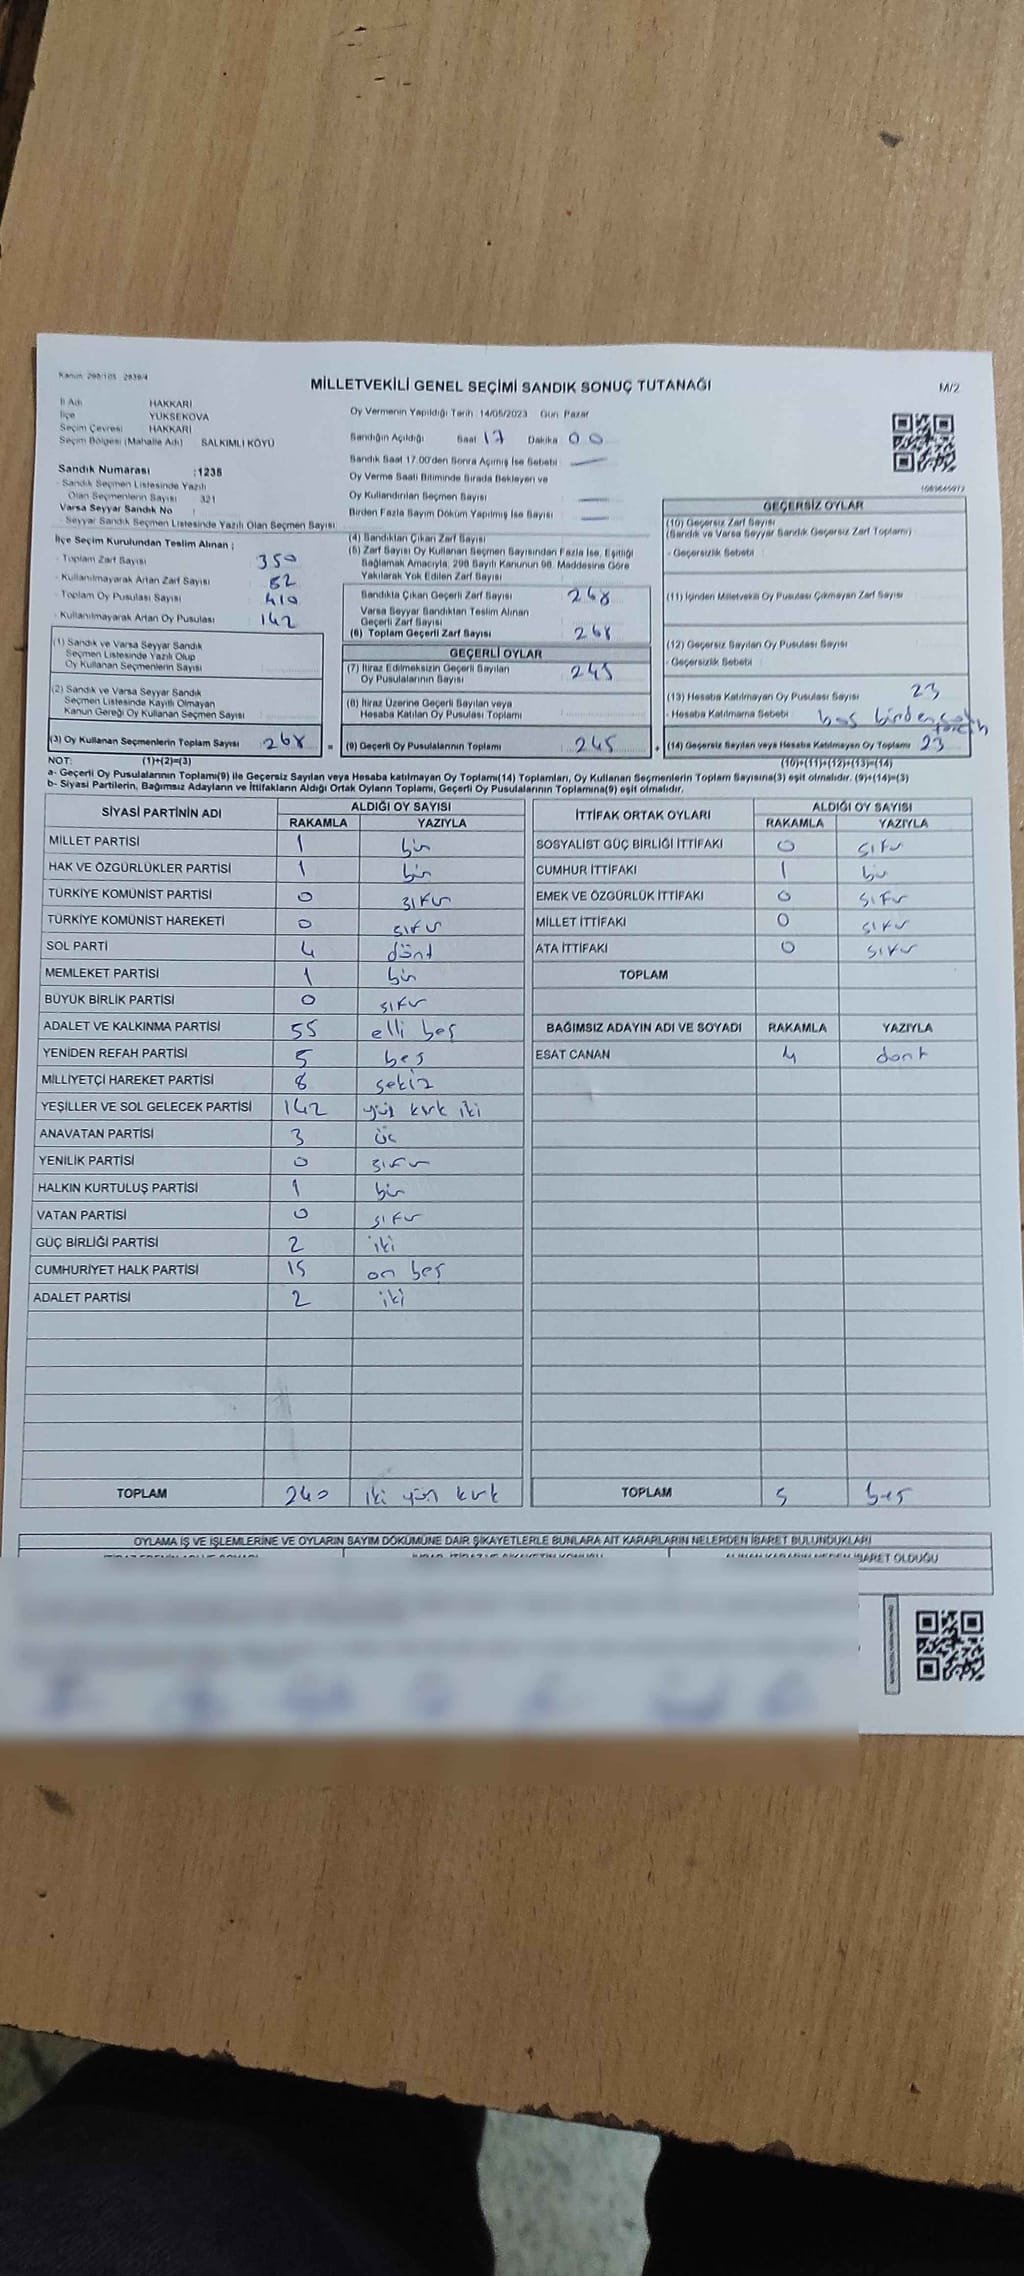 Kanun: 298/105 2839/4
MİLLETVEKİLİ GENEL SEÇİMİ SANDIK SONUÇ TUTANAĞI
M/2
İl Adı HAKKARİ
İlçe YÜKSEKOVA
Seçim Çevresi HAKKARİ
Seçim Bölgesi (Mahalle Adı) SALKIMLI KÖYÜ
Oy Vermenin Yapıldığı Tarih : 14/05/2023 Gün: Pazar
Sandığın Açıldığı Saat 17 Dakika 00
Sandık Saat 17.00'den Sonra Açımış İse Sebebi : —
Oy Verme Saati Bitiminde Sırada Bekleyen ve
Oy Kullandırılan Seçmen Sayısı —
Birden Fazla Sayım Döküm Yapılmış İse Sayısı —
Sandık Numarası :1235
- Sandık Seçmen Listesinde Yazılı
Olan Seçmenlerin Sayısı 321
Varsa Seyyar Sandık No
- Seyyar Sandık Seçmen Listesinde Yazılı Olan Seçmen Sayısı:
İlçe Seçim Kurulundan Teslim Alınan ;
- Toplam Zarf Sayısı 350
- Kullanılmayarak Artan Zarf Sayısı 82
- Toplam Oy Pusulası Sayısı 410
- Kullanılmayarak Artan Oy Pusulası 142
(1) Sandık ve Varsa Seyyar Sandık
Seçmen Listesinde Yazılı Olup
Oy Kullanan Seçmenlerin Sayısı
(2) Sandık ve Varsa Seyyar Sandık
Seçmen Listesinde Kayıtlı Olmayan
Kanun Gereği Oy Kullanan Seçmen Sayısı
(3) Oy Kullanan Seçmenlerin Toplam Sayısı 268 =
(4) Sandıktan Çıkan Zarf Sayısı
(5) Zarf Sayısı Oy Kullanan Seçmen Sayısından Fazla İse, Eşitliği
Bağlamak Amacıyla, 298 Sayılı Kanunun 98. Maddesine Göre
Yakılarak Yok Edilen Zarf Sayısı
Sandıkta Çıkan Geçerli Zarf Sayısı 268
Varsa Seyyar Sandıktan Teslim Alınan
Geçerli Zarf Sayısı
(6) Toplam Geçerli Zarf Sayısı 268
GEÇERLİ OYLAR
(7) İtiraz Edilmeksizin Geçerli Sayılan
Oy Pusulalarının Sayısı 245
(8) İtiraz Üzerine Geçerli Sayılan veya
Hesaba Katılan Oy Pusulası Toplamı
(9) Geçerli Oy Pusulalarının Toplamı 245 +
GEÇERSİZ OYLAR
(10) Geçersiz Zarf Sayısı
(Sandık ve Varsa Seyyar Sandık Geçersiz Zarf Toplamı)
- Geçersizlik Sebebi
(11) İçinden Milletvekili Oy Pusulası Çıkmayan Zarf Sayısı
(12) Geçersiz Sayılan Oy Pusulası Sayısı
- Geçersizlik Sebebi
(13) Hesaba Katılmayan Oy Pusulası Sayısı 23
- Hesaba Katılmama Sebebi : boş birden çok
tercih
(14) Geçersiz Sayılan veya Hesaba Katılmayan Oy Toplamı 23
NOT: (1)+(2)=(3) (10)+(11)+(12)+(13)=(14)
a- Geçerli Oy Pusulalarının Toplamı(9) ile Geçersiz Sayılan veya Hesaba katılmayan Oy Toplamı(14) Toplamları, Oy Kullanan Seçmenlerin Toplam Sayısına(3) eşit olmalıdır. (9)+(14)=(3)
b- Siyasi Partilerin, Bağımsız Adayların ve İttifakların Aldığı Ortak Oyların Toplamı, Geçerli Oy Pusulalarının Toplamına(9) eşit olmalıdır.
SİYASİ PARTİNİN ADI ALDIĞI OY SAYISI
RAKAMLA YAZIYLA
MİLLET PARTİSİ 1 bir
HAK VE ÖZGÜRLÜKLER PARTİSİ 1 bir
TÜRKİYE KOMÜNİST PARTİSİ 0 sıfır
TÜRKİYE KOMÜNİST HAREKETİ 0 sıfır
SOL PARTİ 4 dört
MEMLEKET PARTİSİ 1 bir
BÜYÜK BİRLİK PARTİSİ 0 sıfır
ADALET VE KALKINMA PARTİSİ 55 elli beş
YENİDEN REFAH PARTİSİ 5 beş
MİLLİYETÇİ HAREKET PARTİSİ 8 sekiz
YEŞİLLER VE SOL GELECEK PARTİSİ 142 yüz kırk iki
ANAVATAN PARTİSİ 3 üç
YENİLİK PARTİSİ 0 sıfır
HALKIN KURTULUŞ PARTİSİ 1 bir
VATAN PARTİSİ 0 sıfır
GÜÇ BİRLİĞİ PARTİSİ 2 iki
CUMHURİYET HALK PARTİSİ 15 on beş
ADALET PARTİSİ 2 iki
TOPLAM 240 iki yüz kırk
İTTİFAK ORTAK OYLARI ALDIĞI OY SAYISI
RAKAMLA YAZIYLA
SOSYALİST GÜÇ BİRLİĞİ İTTİFAKI 0 sıfır
CUMHUR İTTİFAKI 1 bir
EMEK VE ÖZGÜRLÜK İTTİFAKI 0 sıfır
MİLLET İTTİFAKI 0 sıfır
ATA İTTİFAKI 0 sıfır
TOPLAM
BAĞIMSIZ ADAYIN ADI VE SOYADI RAKAMLA YAZIYLA
ESAT CANAN 4 dört
TOPLAM 5 beş
OYLAMA İŞ VE İŞLEMLERİNE VE OYLARIN SAYIM DÖKÜMÜNE DAİR ŞİKAYETLERLE BUNLARA AİT KARARLARIN NELERDEN İBARET BULUNDUKLARI
İBARET OLDUĞU